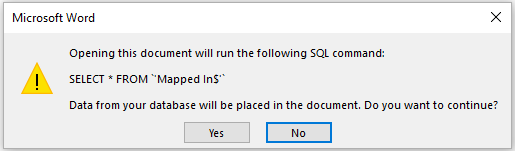 Microsoft Word
Opening this document will run the following SQL command:
SELECT * FROM `'Mapped In$'`
Data from your database will be placed in the document. Do you want to continue?
Yes
No